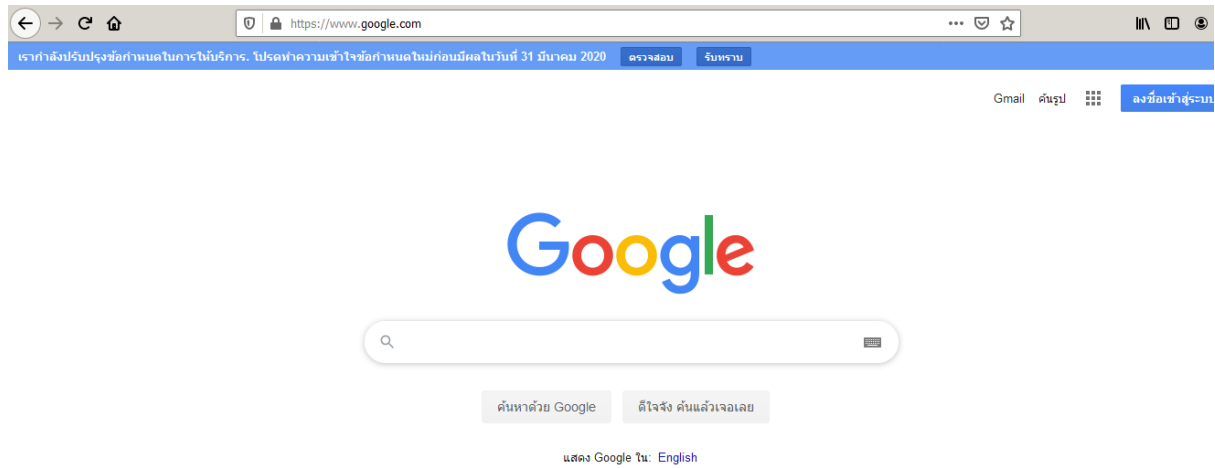 https://www.google.com
เรากำลังปรับปรุงข้อกำหนดในการให้บริการ. โปรดทำความเข้าใจข้อกำหนดใหม่ก่อนมีผลในวันที่ 31 มีนาคม 2020 ตรวจสอบ รับทราบ
Gmail ค้นรูป ลงชื่อเข้าสู่ระบบ
Google
ค้นหาด้วย Google ดีใจจัง ค้นแล้วเจอเลย
แสดง Google ใน: English